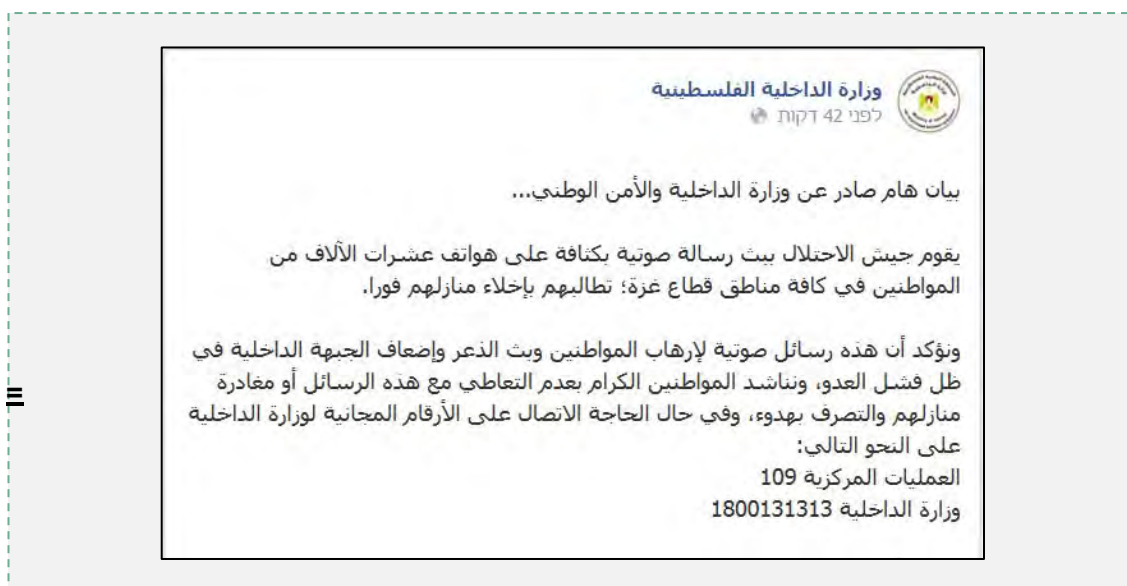 وزارة الداخلية الفلسطينية
לפני 42 דקות
بيان هام صادر عن وزارة الداخلية والأمن الوطني...
يقوم جيش الاحتلال ببث رسالة صوتية بكثافة على هواتف عشرات الآلاف من
المواطنين في كافة مناطق قطاع غزة؛ تطالبهم بإخلاء منازلهم فورا.
ونؤكد أن هذه رسائل صوتية لإرهاب المواطنين وبث الذعر وإضعاف الجبهة الداخلية في
ظل فشل العدو، ونناشد المواطنين الكرام بعدم التعاطي مع هذه الرسائل أو مغادرة
منازلهم والتصرف بهدوء، وفي حال الحاجة الاتصال على الأرقام المجانية لوزارة الداخلية
على النحو التالي:
العمليات المركزية 109
وزارة الداخلية 1800131313